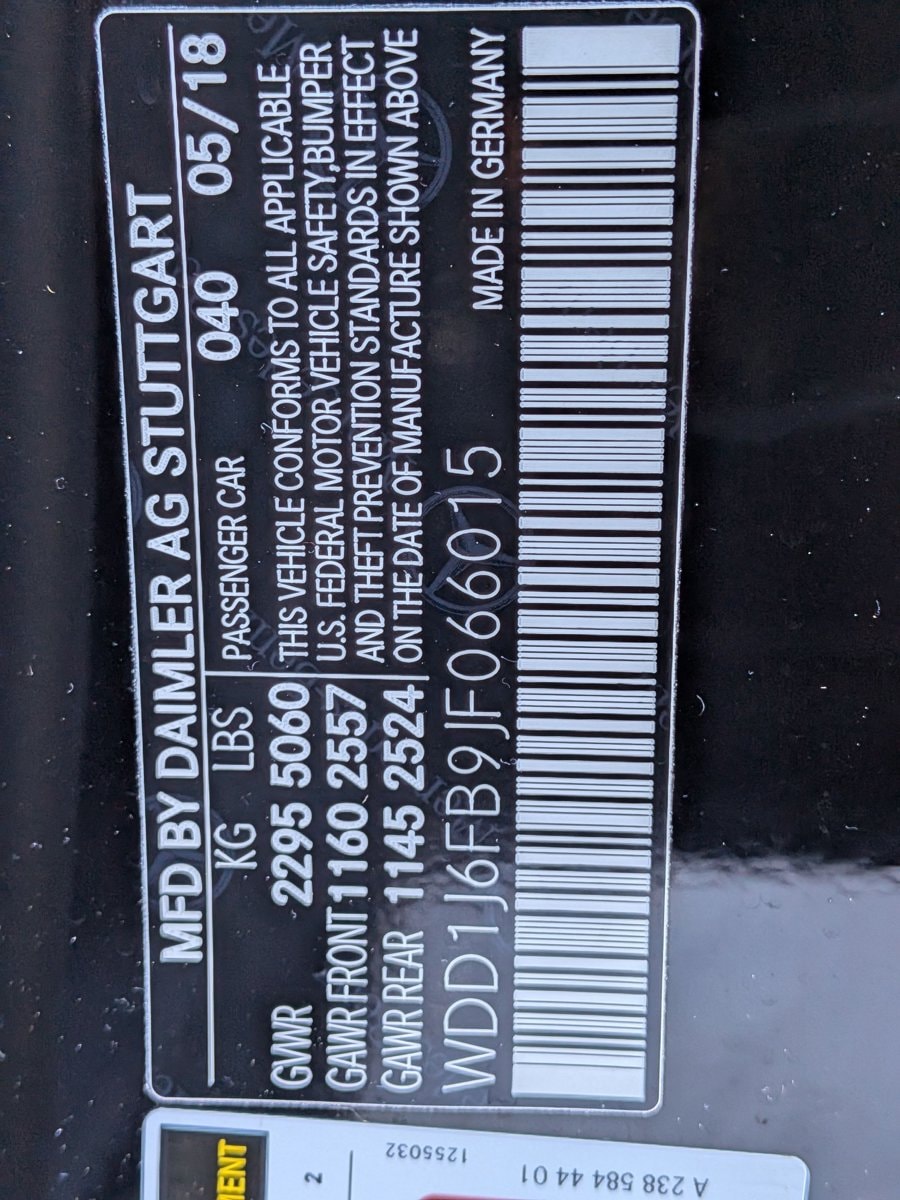 MFD BY DAIMLER AG STUTTGART
KG LBS PASSENGER CAR 040 05/18
GVWR 2295 5060
GAWR FRONT 1160 2557
GAWR REAR 1145 2524
THIS VEHICLE CONFORMS TO ALL APPLICABLE
U.S. FEDERAL MOTOR VEHICLE SAFETY,BUMPER
AND THEFT PREVENTION STANDARDS IN EFFECT
ON THE DATE OF MANUFACTURE SHOWN ABOVE
WDD1J6FB9JF066015 MADE IN GERMANY
2
1255032
A 238 584 44 01